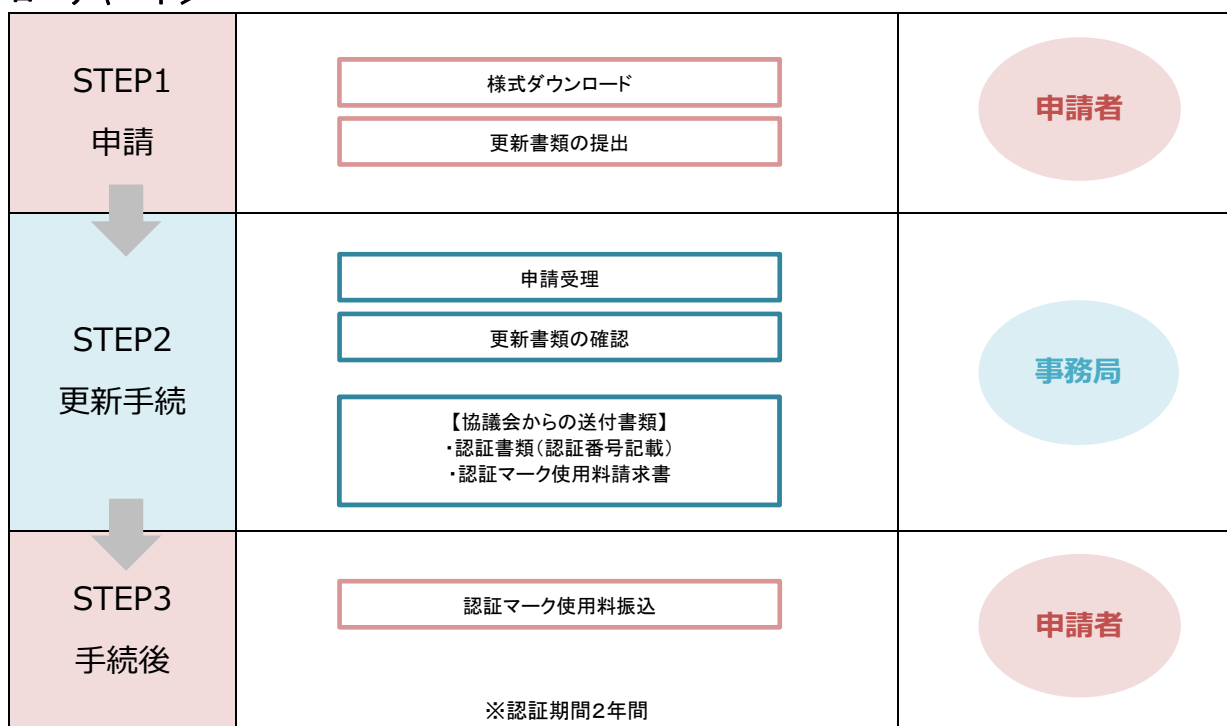 STEP1
申請
様式ダウンロード
更新書類の提出
申請者
STEP2
更新手続
申請受理
更新書類の確認
【協議会からの送付書類】
・認証書類(認証番号記載)
・認証マーク使用料請求書
事務局
STEP3
手続後
認証マーク使用料振込
※認証期間2年間
申請者